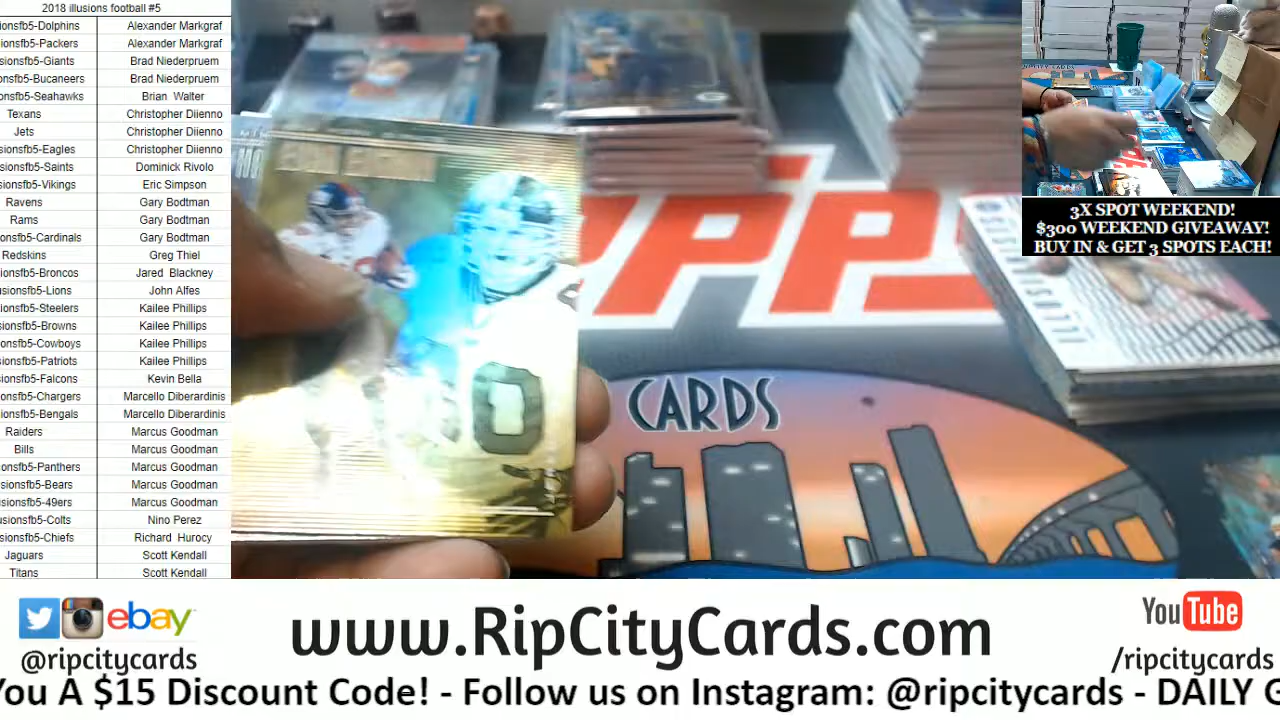 2018 illusions football #5
ionsfb5-Dolphins Alexander Markgraf
ionsfb5-Packers Alexander Markgraf
sionsfb5-Giants Brad Niederpruem
onsfb5-Bucaneers Brad Niederpruem
onsfb5-Seahawks Brian Walter
Texans Christopher Diienno
Jets Christopher Diienno
sionsfb5-Eagles Christopher Diienno
sionsfb5-Saints Dominick Rivolo
ionsfb5-Vikings Eric Simpson
Ravens Gary Bodtman
Rams Gary Bodtman
onsfb5-Cardinals Gary Bodtman
Redskins Greg Thiel
ionsfb5-Broncos Jared Blackney
usionsfb5-Lions John Alfes
ionsfb5-Steelers Kailee Phillips
ionsfb5-Browns Kailee Phillips
ionsfb5-Cowboys Kailee Phillips
ionsfb5-Patriots Kailee Phillips
sionsfb5-Falcons Kevin Bella
onsfb5-Chargers Marcello Diberardinis
ionsfb5-Bengals Marcello Diberardinis
Raiders Marcus Goodman
Bills Marcus Goodman
onsfb5-Panthers Marcus Goodman
sionsfb5-Bears Marcus Goodman
usionsfb5-49ers Marcus Goodman
usionsfb5-Colts Nino Perez
sionsfb5-Chiefs Richard Hurocy
Jaguars Scott Kendall
Titans Scott Kendall
CARDS
3X SPOT WEEKEND!
$300 WEEKEND GIVEAWAY!
BUY IN & GET 3 SPOTS EACH!
ebay
@ripcitycards
www.RipCityCards.com
YouTube
/ripcitycards
You A $15 Discount Code! - Follow us on Instagram: @ripcitycards - DAILY G